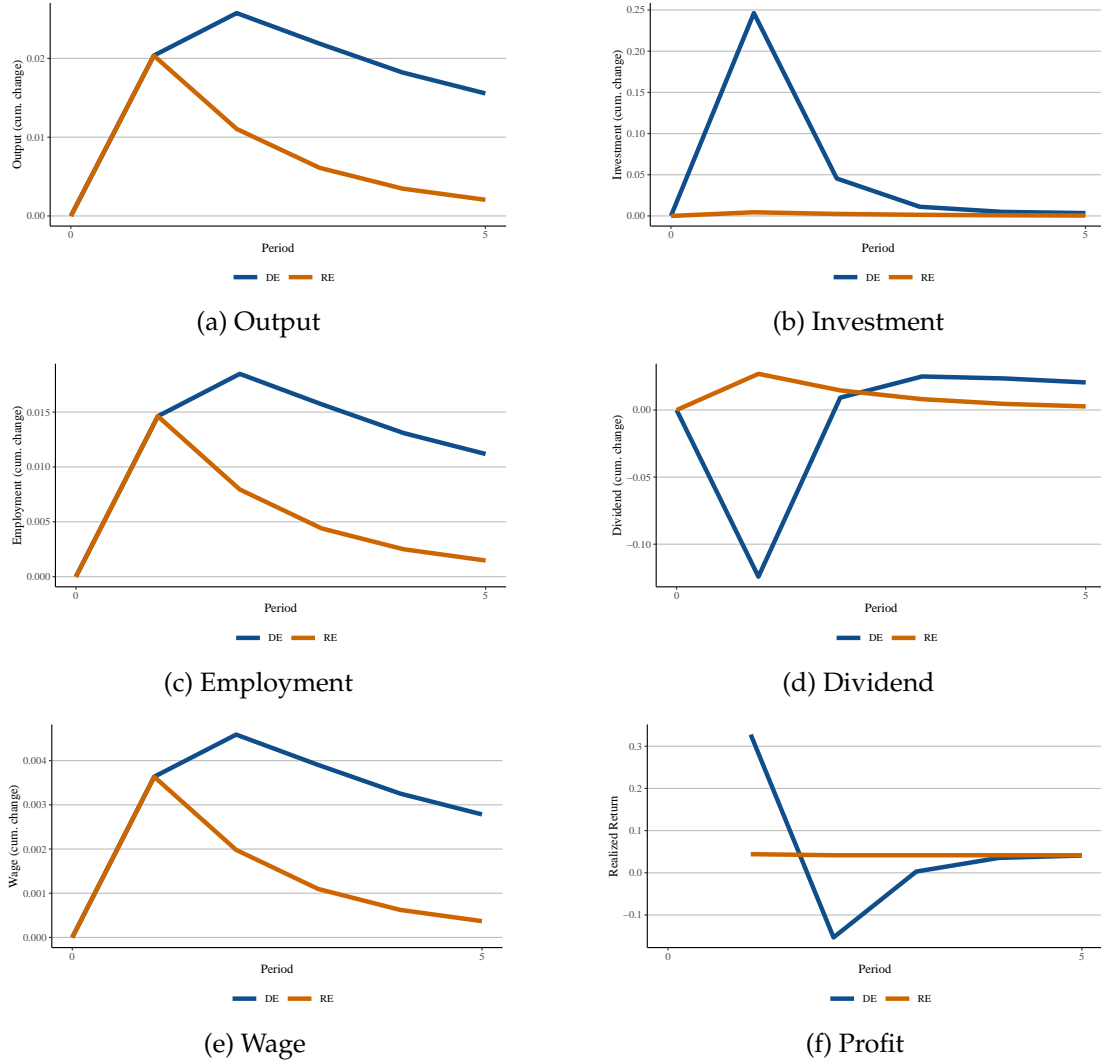 Output (cum. change)
0.02
0.01
0.00
0
5
Period
DE RE
(a) Output
Investment (cum. change)
0.25
0.20
0.15
0.10
0.05
0.00
0
5
Period
DE RE
(b) Investment
Employment (cum. change)
0.015
0.010
0.005
0.000
0
5
Period
DE RE
(c) Employment
Dividend (cum. change)
0.00
−0.05
−0.10
0
5
Period
DE RE
(d) Dividend
Wage (cum. change)
0.004
0.003
0.002
0.001
0.000
0
5
Period
DE RE
(e) Wage
Realized Return
0.3
0.2
0.1
0.0
−0.1
0
5
Period
DE RE
(f) Profit